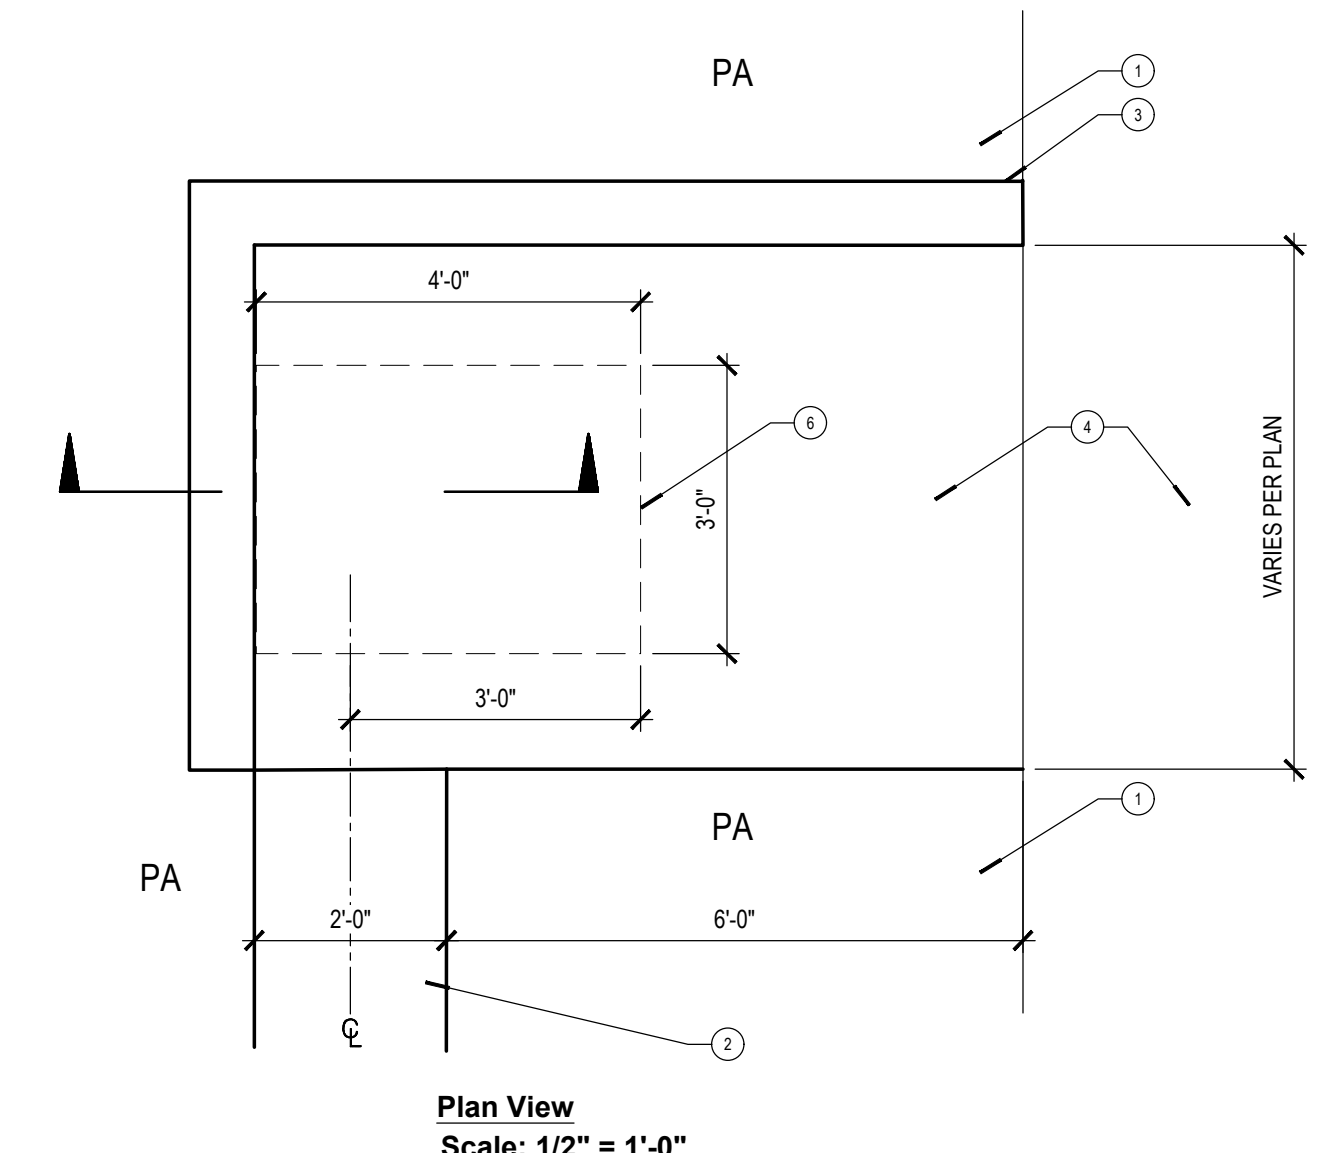 PA
1
3
4'-0"
6
4
3'-0"
VARIES PER PLAN
3'-0"
1
PA
PA
2'-0"
6'-0"
℄
2
Plan View
Scale: 1/2" = 1'-0"